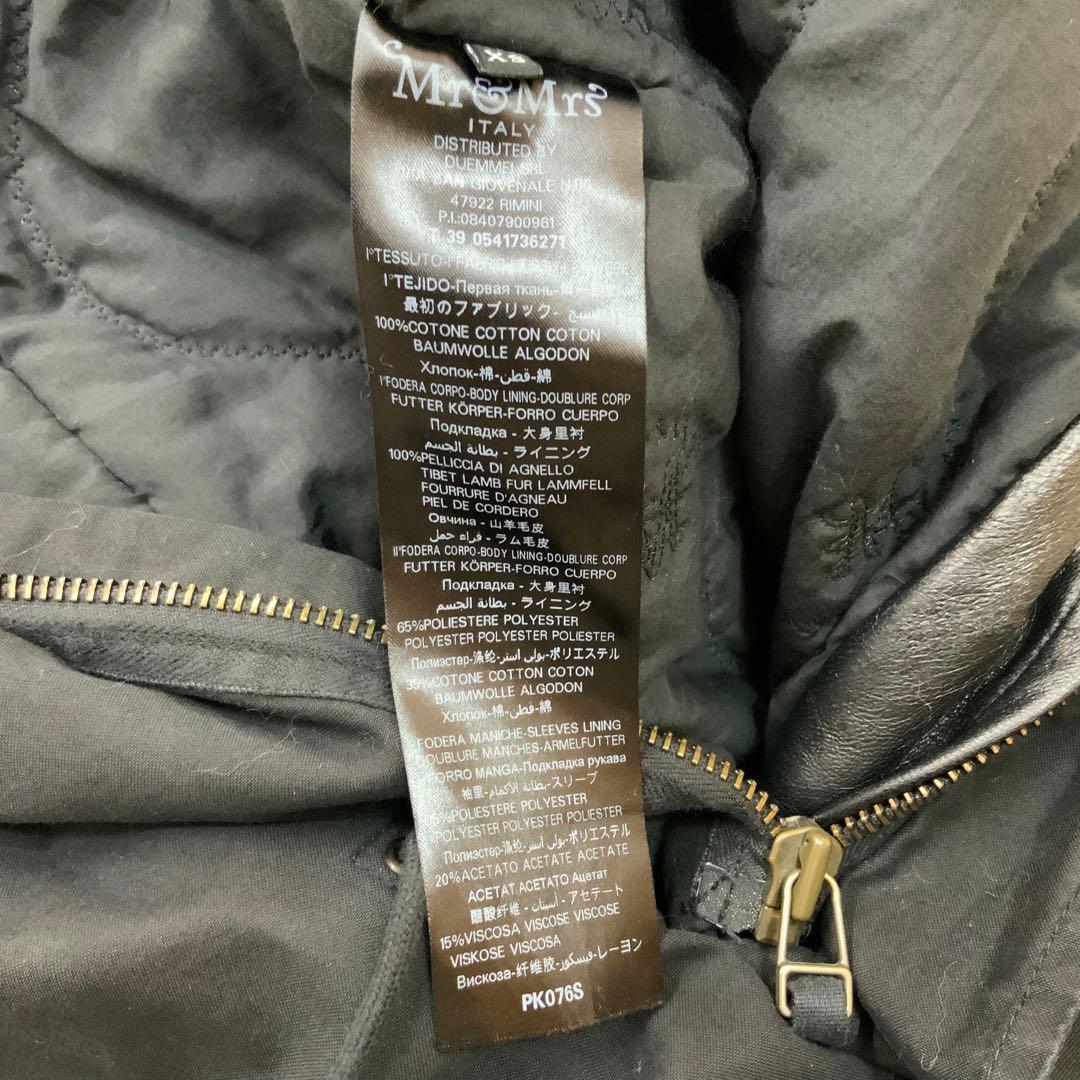 XS
Mr&Mrs
ITALY
DISTRIBUTED BY
DUEMMEI SRL
GIOVENALE
47922 RIMINI
P.I.:08407900961
T. 39 0541736271
I°TESSUTO-I
I°TEJIDO-Первая ткань-
最初のファブリック-
100%COTONE COTTON COTON
BAUMWOLLE ALGODON
Хлопок-棉-قطن-綿
I°FODERA CORPO-BODY LINING-DOUBLURE CORP
FUTTER KÖRPER-FORRO CUERPO
Подкладка - 大身里衬
بطانة الجسم - ライニング
100%PELLICCIA DI AGNELLO
TIBET LAMB FUR LAMMFELL
FOURRURE D'AGNEAU
PIEL DE CORDERO
Овчина - 山羊毛皮
فراء حمل - ラム毛皮
II°FODERA CORPO-BODY LINING-DOUBLURE CORP
FUTTER KÖRPER-FORRO CUERPO
Подкладка - 大身里衬
بطانة الجسم - ライニング
65%POLIESTERE POLYESTER
POLYESTER POLYESTER POLIESTER
Полиэстер-涤纶-بولی استر-ポリエステル
35%COTONE COTTON COTON
BAUMWOLLE ALGODON
Хлопок-棉-قطن-綿
FODERA MANICHE-SLEEVES LINING
DOUBLURE MANCHES-ARMELFUTTER
FORRO MANGA-Подкладка рукава
袖里-بطانة الأكمام-スリーブ
65%POLIESTERE POLYESTER
POLYESTER POLYESTER POLIESTER
Полиэстер-涤纶-بولی استر-ポリエステル
20%ACETATO ACETATE ACETATE
ACETAT ACETATO Ацетат
醋酸纤维 - أسيتات - アセテート
15%VISCOSA VISCOSE VISCOSE
VISKOSE VISCOSA
Вискоза-纤维胶-فيسكوز-レーヨン
PK076S